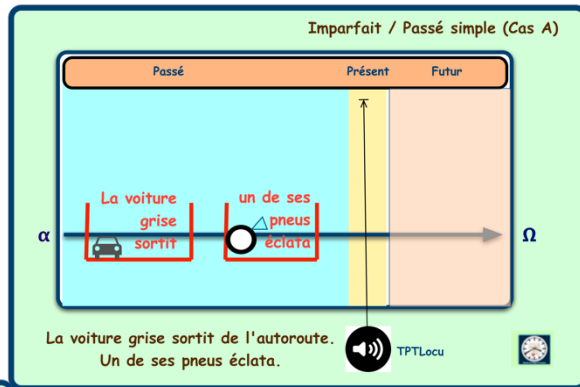 Imparfait / Passé simple (Cas A)
Passé Présent Futur
La voiture
grise
sortit
un de ses
pneus
éclata
α
Ω
La voiture grise sortit de l'autoroute.
Un de ses pneus éclata.
TPTLocu